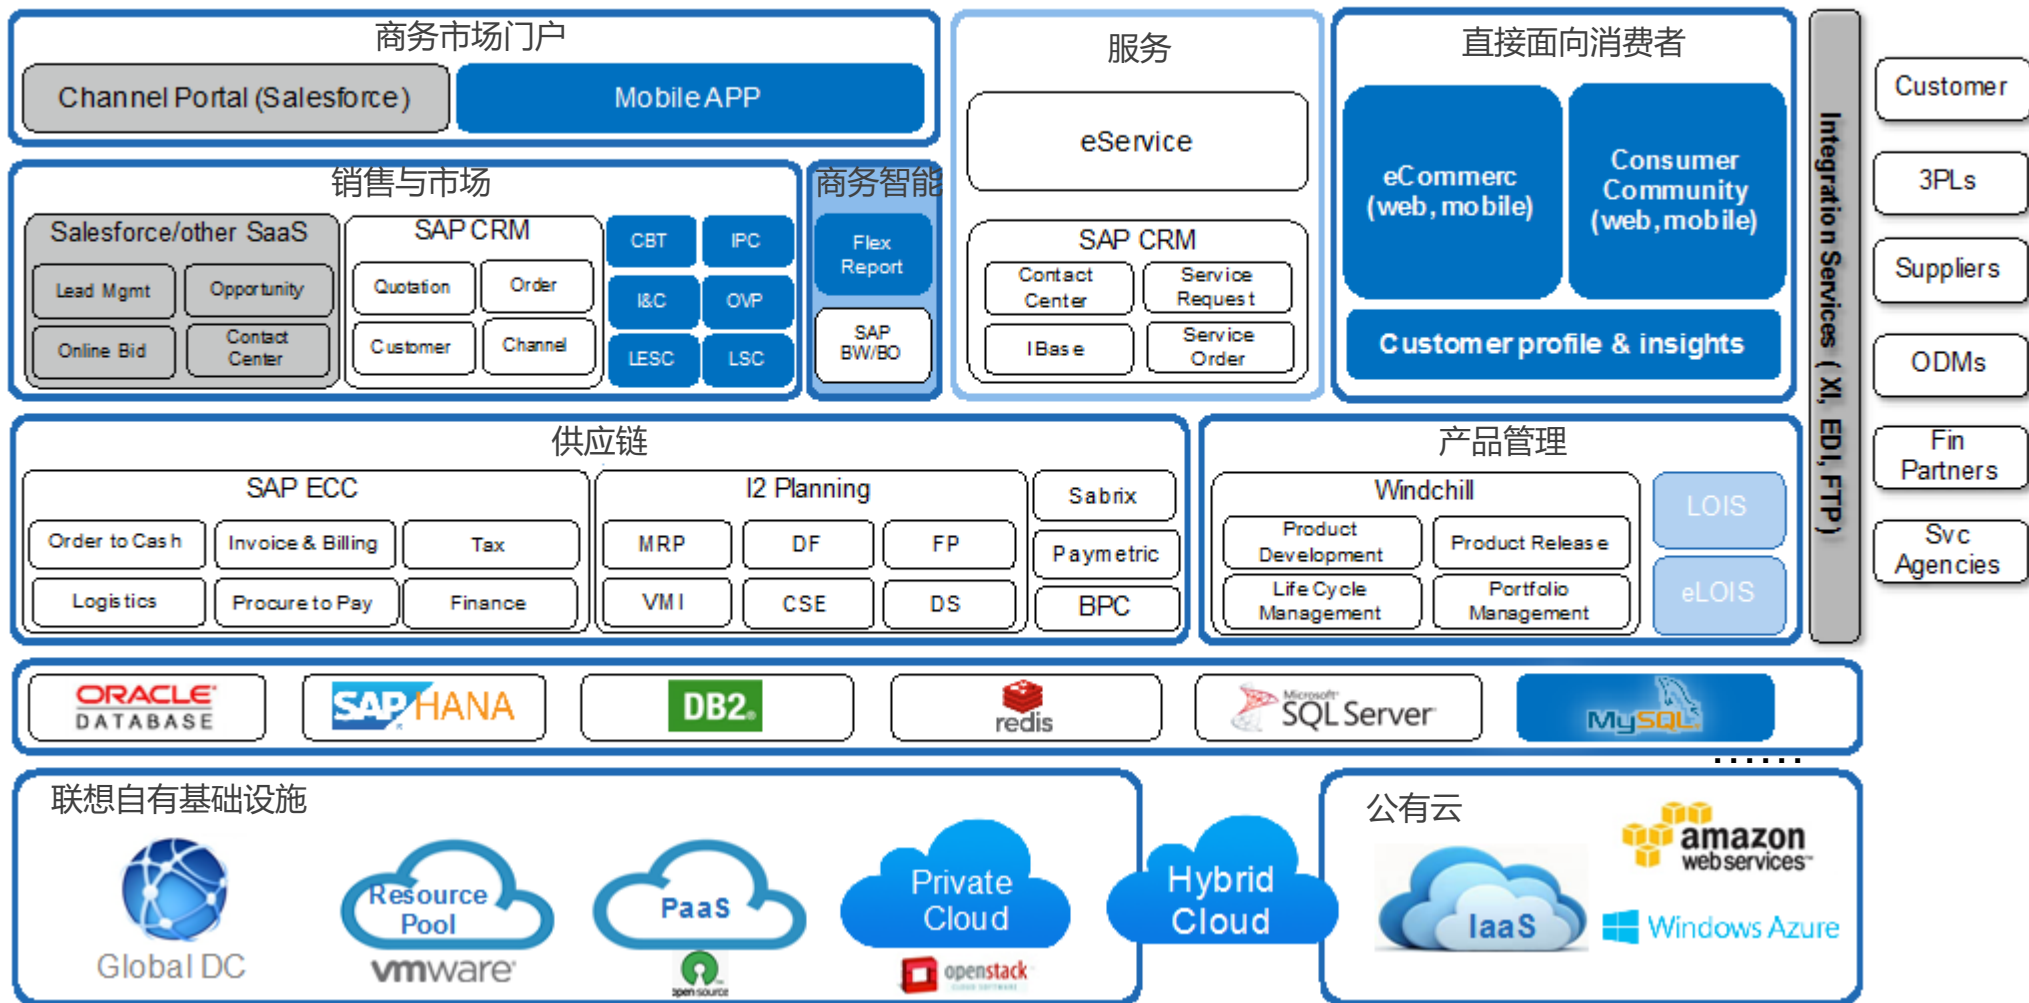 商务市场门户
Channel Portal (Salesforce)
Mobile APP
服务
eService
直接面向消费者
eCommerc
(web, mobile)
Consumer
Community
(web, mobile)
Customer profile & insights
销售与市场
Salesforce/other SaaS
Lead Mgmt
Opportunity
Online Bid
Contact
Center
SAP CRM
Quotation
Order
Customer
Channel
CBT
IPC
I&C
OVP
LESC
LSC
商务智能
Flex
Report
SAP
BW/BO
SAP CRM
Contact
Center
Service
Request
IBase
Service
Order
Integration Services ( XI, EDI, FTP )
Customer
3PLs
Suppliers
ODMs
Fin
Partners
Svc
Agencies
供应链
SAP ECC
Order to Cash
Invoice & Billing
Tax
Logistics
Procure to Pay
Finance
I2 Planning
MRP
DF
FP
VMI
CSE
DS
Sabrix
Paymetric
BPC
产品管理
Windchill
Product
Development
Product Release
Life Cycle
Management
Portfolio
Management
LOIS
eLOIS
ORACLE
DATABASE
SAP HANA
DB2
redis
Microsoft
SQL Server
MySQL
......
联想自有基础设施
Global DC
Resource
Pool
vmware
PaaS
open source
Private
Cloud
openstack
CLOUD SOFTWARE
Hybrid
Cloud
公有云
IaaS
amazon
webservices
Windows Azure